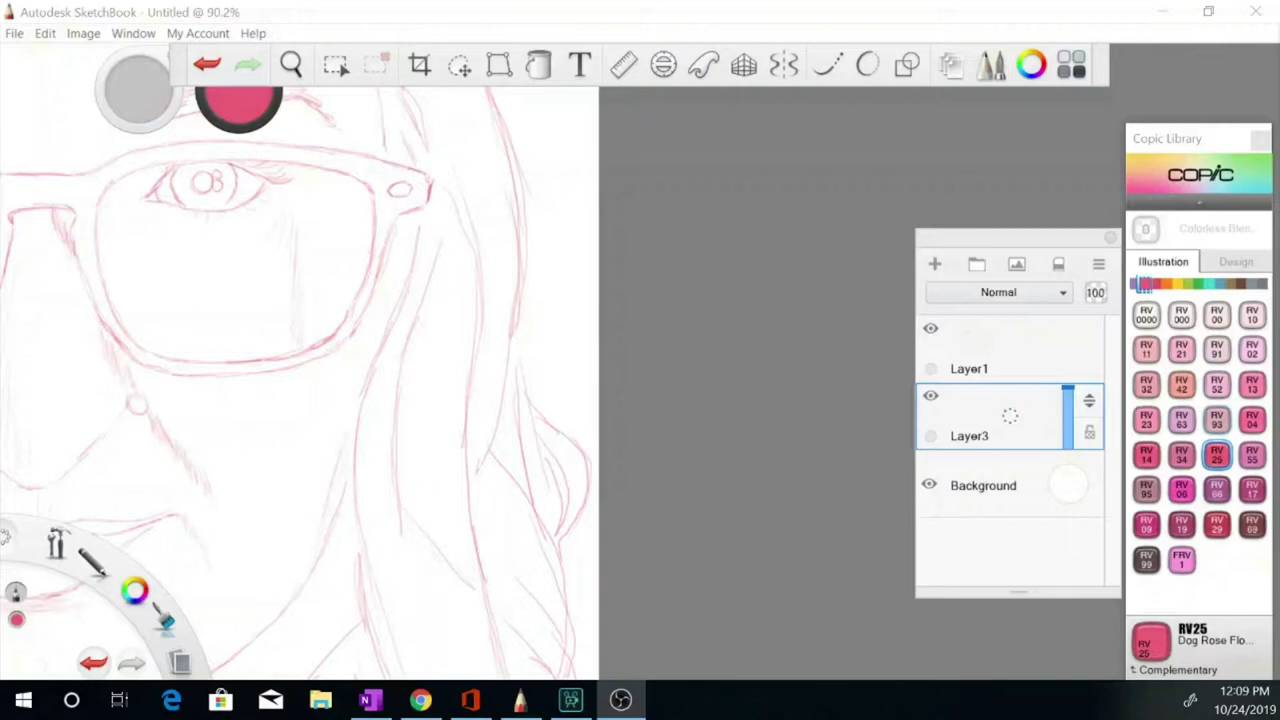 Autodesk SketchBook - Untitled @ 90.2%
File Edit Image Window My Account Help
T
Copic Library
COPIC
0 Colorless Blen...
Illustration Design
Normal 100
RV 0000 RV 000 RV 00 RV 10
RV 11 RV 21 RV 91 RV 02
Layer1
RV 32 RV 42 RV 52 RV 13
RV 23 RV 63 RV 93 RV 04
Layer3
RV 14 RV 34 RV 25 RV 55
Background
RV 95 RV 06 RV 66 RV 17
RV 09 RV 19 RV 29 RV 69
RV 99 FRV 1
RV 25
RV25
Dog Rose Flo...
Complementary
12:09 PM
10/24/2019